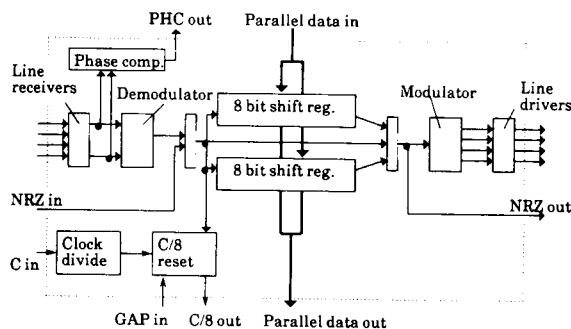 PHC out
Parallel data in
Phase comp.
Line
receivers
Demodulator
8 bit shift reg.
Modulator
Line
drivers
8 bit shift reg.
NRZ in
NRZ out
C in
Clock
divide
C/8
reset
GAP in
C/8 out
Parallel data out